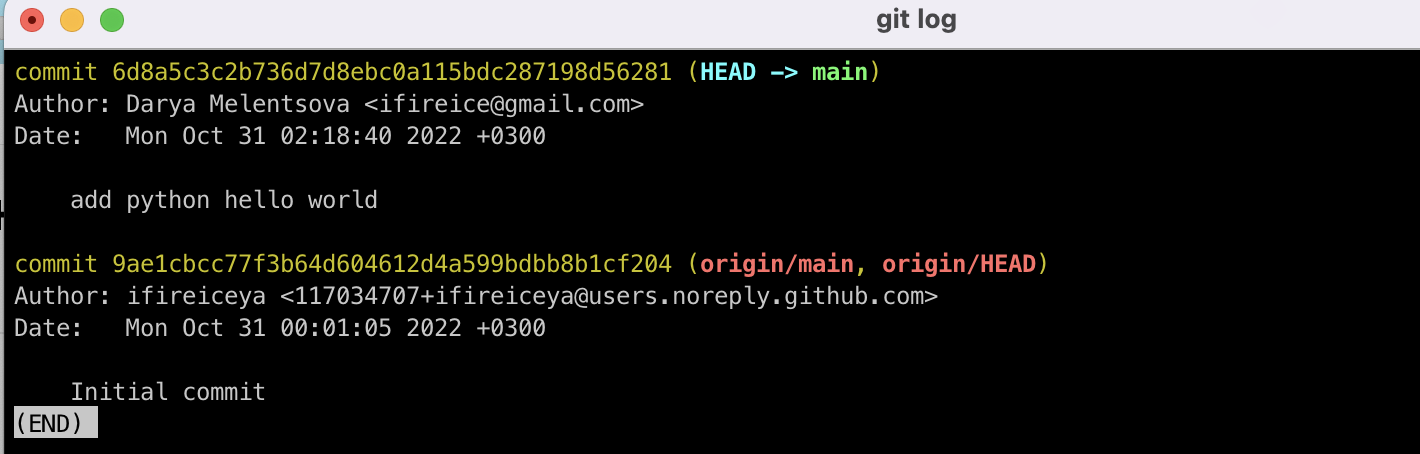 git log
commit 6d8a5c3c2b736d7d8ebc0a115bdc287198d56281 (HEAD -> main)
Author: Darya Melentsova <ifireice@gmail.com>
Date:   Mon Oct 31 02:18:40 2022 +0300
    add python hello world
commit 9ae1cbcc77f3b64d604612d4a599bdbb8b1cf204 (origin/main, origin/HEAD)
Author: ifireiceya <117034707+ifireiceya@users.noreply.github.com>
Date:   Mon Oct 31 00:01:05 2022 +0300
    Initial commit
(END)